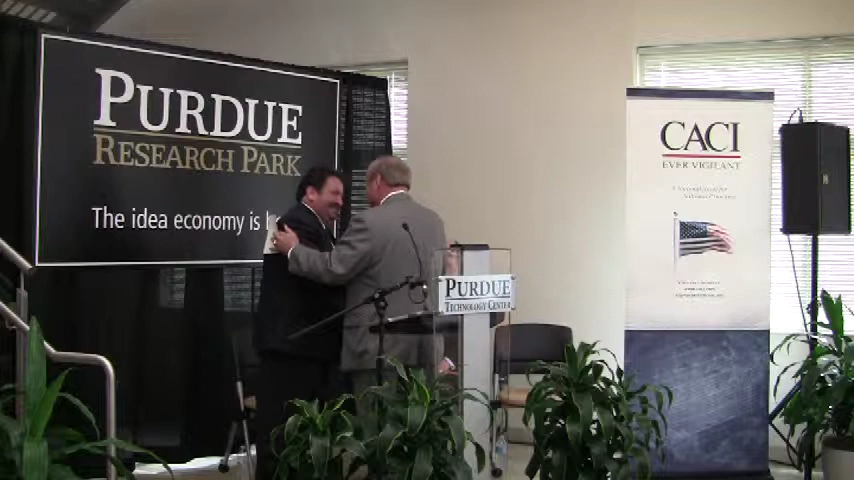 PURDUE
RESEARCH PARK
The idea economy is
CACI
EVER VIGILANT
PURDUE
TECHNOLOGY CENTER